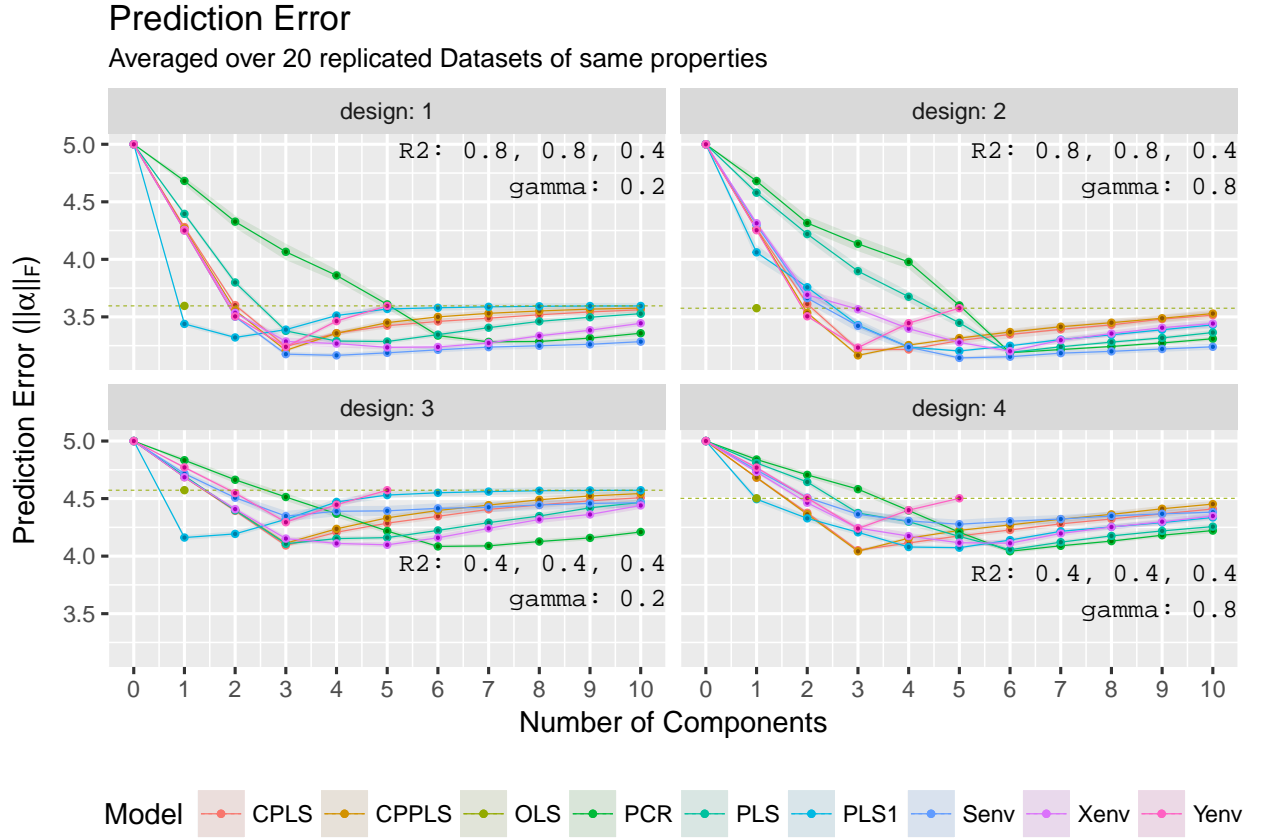 Prediction Error
Averaged over 20 replicated Datasets of same properties
design: 1
design: 2
5.0
4.5
4.0
3.5
R2: 0.8, 0.8, 0.4
gamma: 0.2
R2: 0.8, 0.8, 0.4
gamma: 0.8
design: 3
design: 4
5.0
4.5
4.0
3.5
R2: 0.4, 0.4, 0.4
gamma: 0.2
R2: 0.4, 0.4, 0.4
gamma: 0.8
0 1 2 3 4 5 6 7 8 9 10
0 1 2 3 4 5 6 7 8 9 10
Prediction Error (||α||F)
Number of Components
Model CPLS CPPLS OLS PCR PLS PLS1 Senv Xenv Yenv